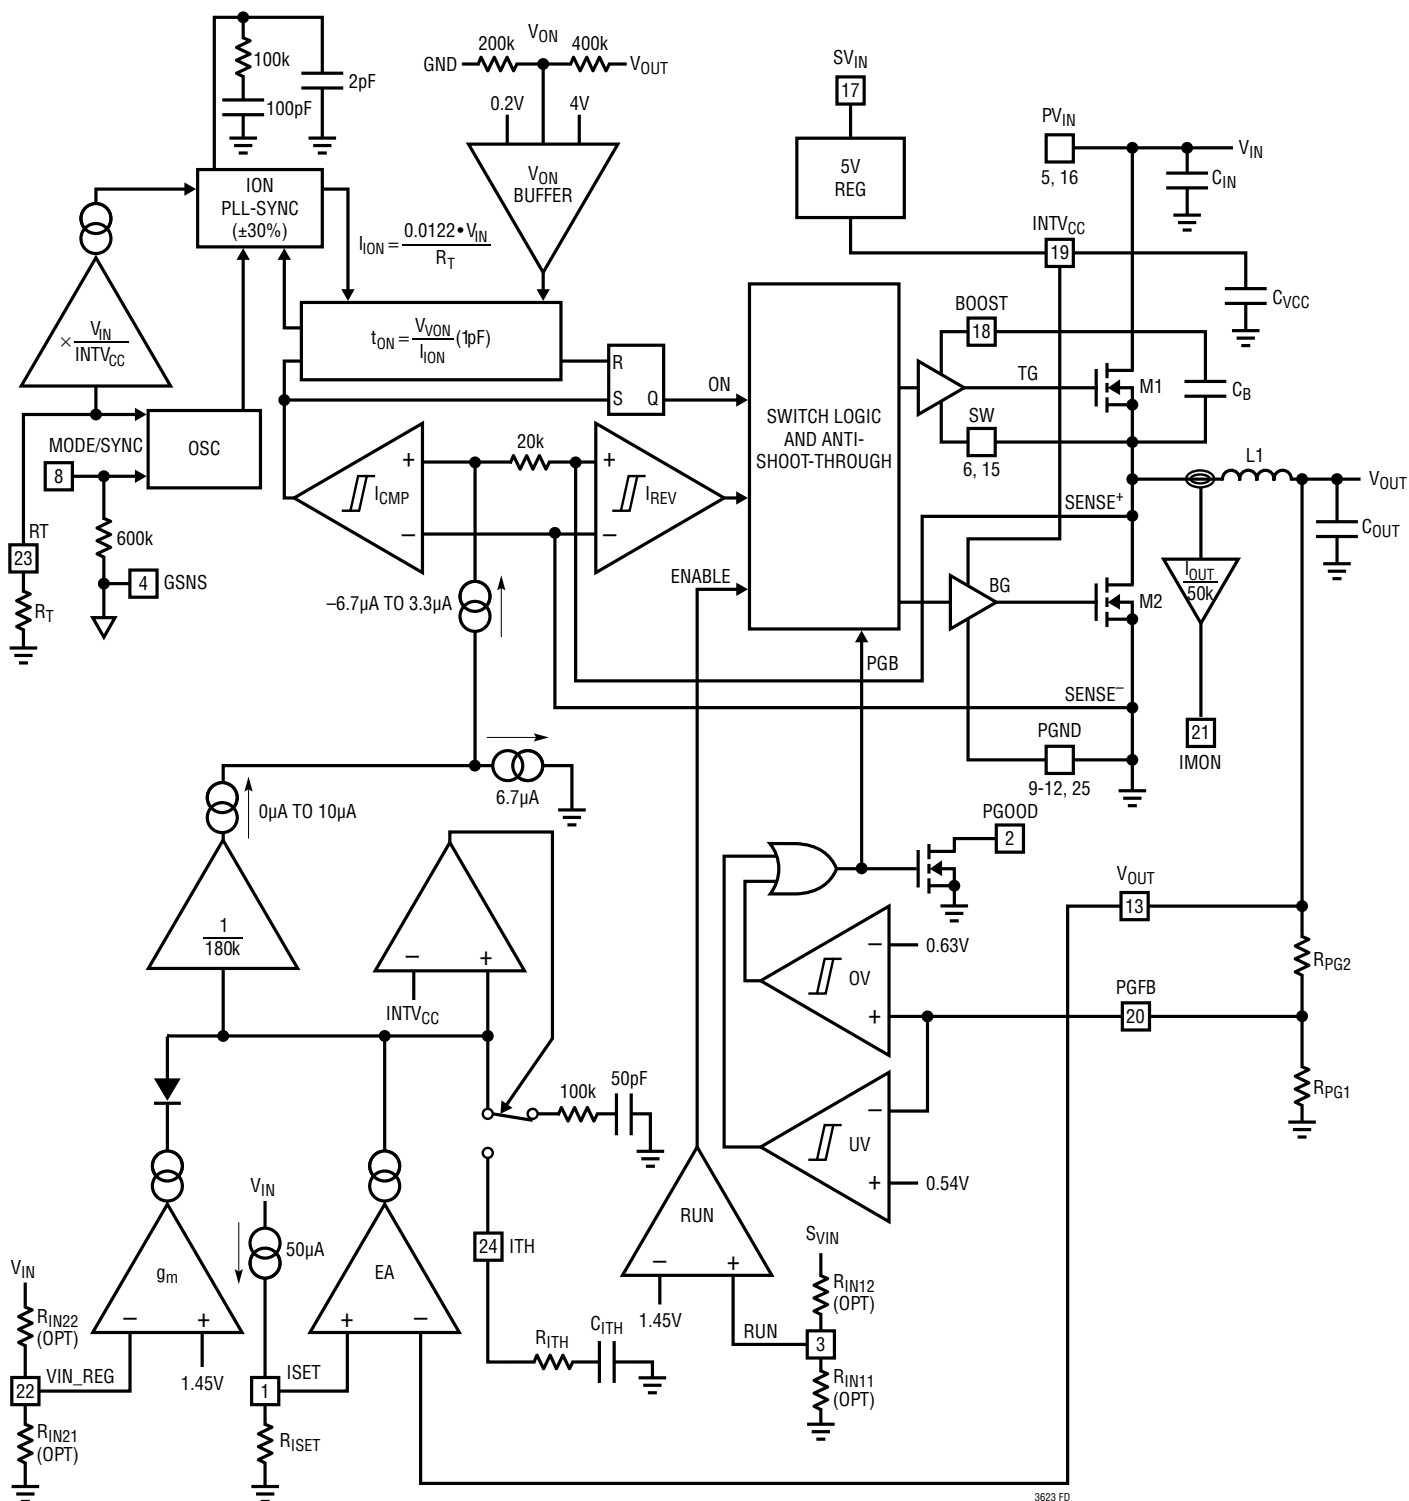 100k
2pF
100pF
VON
200k
400k
GND
VOUT
0.2V
4V
VON
BUFFER
SVIN
17
5V
REG
PVIN
5, 16
VIN
CIN
INTVCC
19
CVCC
ION
PLL-SYNC
(±30%)
IION = 0.0122•VIN
RT
tON = VVON (1pF)
IION
× VIN
INTVCC
OSC
MODE/SYNC
8
RT
23
RT
600k
4
GSNS
R
S
Q
ON
20k
+
–
ICMP
+
–
IREV
–6.7µA TO 3.3µA
ENABLE
SWITCH LOGIC
AND ANTI-
SHOOT-THROUGH
BOOST
18
TG
SW
6, 15
M1
CB
L1
VOUT
COUT
SENSE+
BG
M2
IOUT
50k
PGB
SENSE–
PGND
9-12, 25
21
IMON
6.7µA
0µA TO 10µA
1
180k
–
+
INTVCC
PGOOD
2
–
0.63V
OV
+
VOUT
13
RPG2
PGFB
20
RPG1
–
UV
+
0.54V
100k
50pF
VIN
50µA
gm
–
+
1.45V
EA
+
–
24
ITH
RITH
CITH
RUN
–
+
1.45V
SVIN
RIN12
(OPT)
RUN
3
RIN11
(OPT)
VIN
RIN22
(OPT)
VIN_REG
22
RIN21
(OPT)
ISET
1
RISET
3623 FD